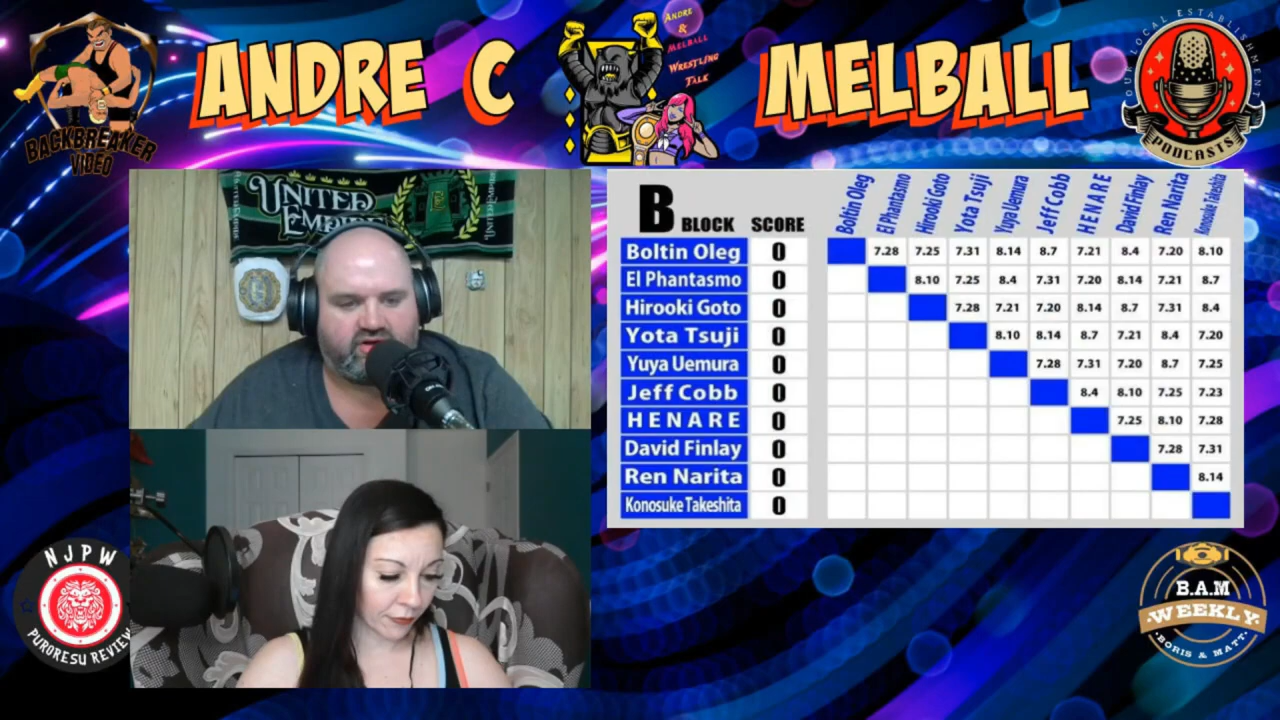 ANDRE C
MELBALL
ANDRE
&
MELBALL
WRESTLING
TALK
BACKBREAKER
VIDEO
OUR LOCAL ESTABLISHMENT
PODCASTS
UNITED
EMPIRE
B BLOCK SCORE Boltin Oleg El Phantasmo Hirooki Goto Yota Tsuji Yuya Uemura Jeff Cobb HENARE David Finlay Ren Narita Konosuke Takeshita
Boltin Oleg 0 7.28 7.25 7.31 8.14 8.7 7.21 8.4 7.20 8.10
El Phantasmo 0 8.10 7.25 8.4 7.31 7.20 8.14 7.21 8.7
Hirooki Goto 0 7.28 7.21 7.20 8.14 8.7 7.31 8.4
Yota Tsuji 0 8.10 8.14 8.7 7.21 8.4 7.20
Yuya Uemura 0 7.28 7.31 7.20 8.7 7.25
Jeff Cobb 0 8.4 8.10 7.25 7.23
HENARE 0 7.25 8.10 7.28
David Finlay 0 7.28 7.31
Ren Narita 0 8.14
Konosuke Takeshita 0
NJPW
PURORESU REVIEW
B.A.M
WEEKLY
BORIS & MATT